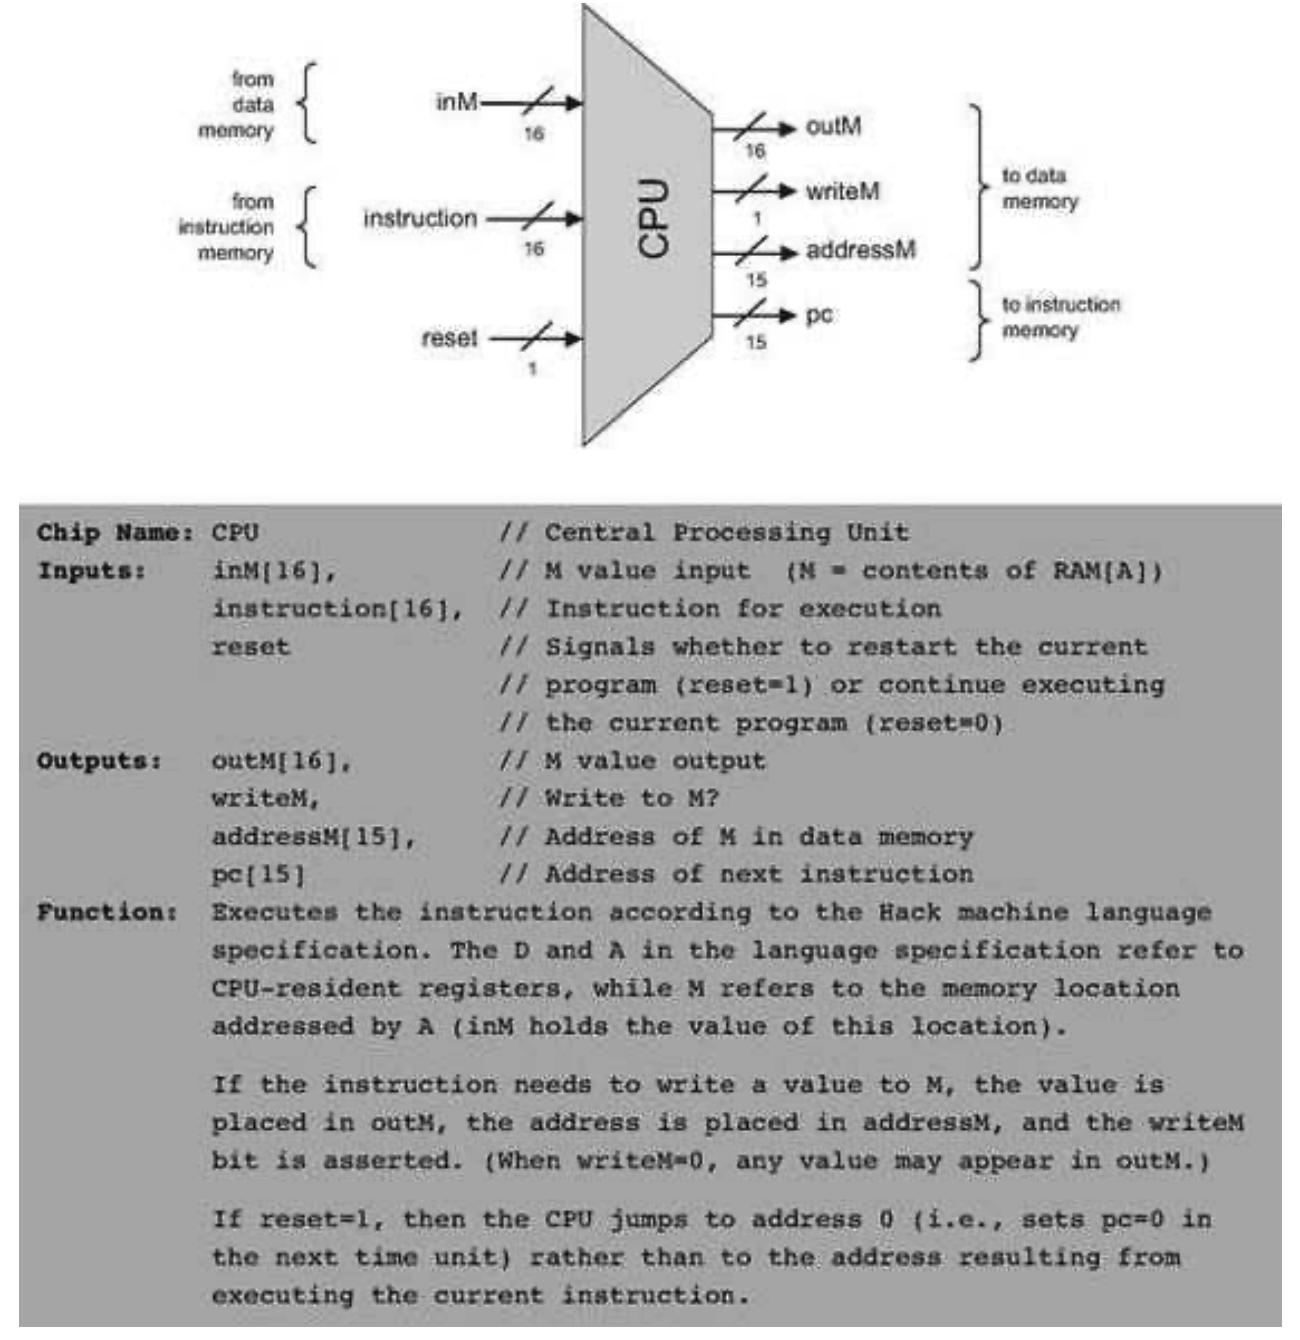 from
data
memory
inM
16
from
instruction
memory
instruction
16
reset
1
CPU
outM
16
writeM
1
addressM
15
pc
15
to data
memory
to instruction
memory
Chip Name: CPU // Central Processing Unit
Inputs: inM[16], // M value input (M = contents of RAM[A])
instruction[16], // Instruction for execution
reset // Signals whether to restart the current
// program (reset=1) or continue executing
// the current program (reset=0)
Outputs: outM[16], // M value output
writeM, // Write to M?
addressM[15], // Address of M in data memory
pc[15] // Address of next instruction
Function: Executes the instruction according to the Hack machine language
specification. The D and A in the language specification refer to
CPU-resident registers, while M refers to the memory location
addressed by A (inM holds the value of this location).
If the instruction needs to write a value to M, the value is
placed in outM, the address is placed in addressM, and the writeM
bit is asserted. (When writeM=0, any value may appear in outM.)
If reset=1, then the CPU jumps to address 0 (i.e., sets pc=0 in
the next time unit) rather than to the address resulting from
executing the current instruction.